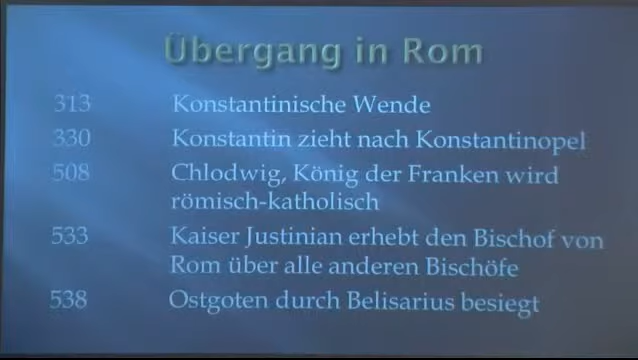 Übergang in Rom
313 Konstantinische Wende
330 Konstantin zieht nach Konstantinopel
508 Chlodwig, König der Franken wird
römisch-katholisch
533 Kaiser Justinian erhebt den Bischof von
Rom über alle anderen Bischöfe
538 Ostgoten durch Belisarius besiegt